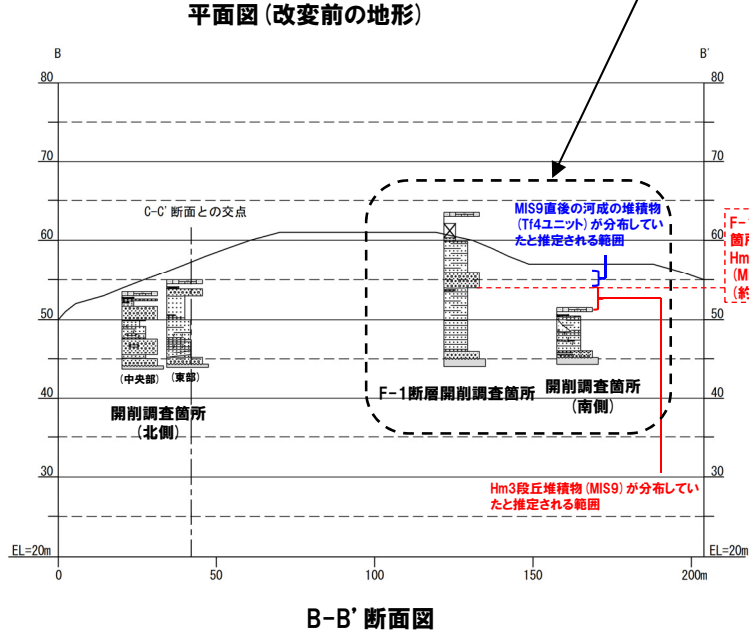 平面図(改変前の地形)
B
B'
80
80
70
70
C-C'断面との交点
MIS9直後の河成の堆積物
(Tf4ユニット)が分布してい
たと推定される範囲
F-
箇所
Hm
(M
(約
60
60
50
50
(中央部)
(東部)
開削調査箇所
(北側)
F-1断層開削調査箇所
開削調査箇所
(南側)
40
40
30
30
Hm3段丘堆積物(MIS9)が分布してい
たと推定される範囲
EL=20m
EL=20m
0
50
100
150
200m
B-B'断面図